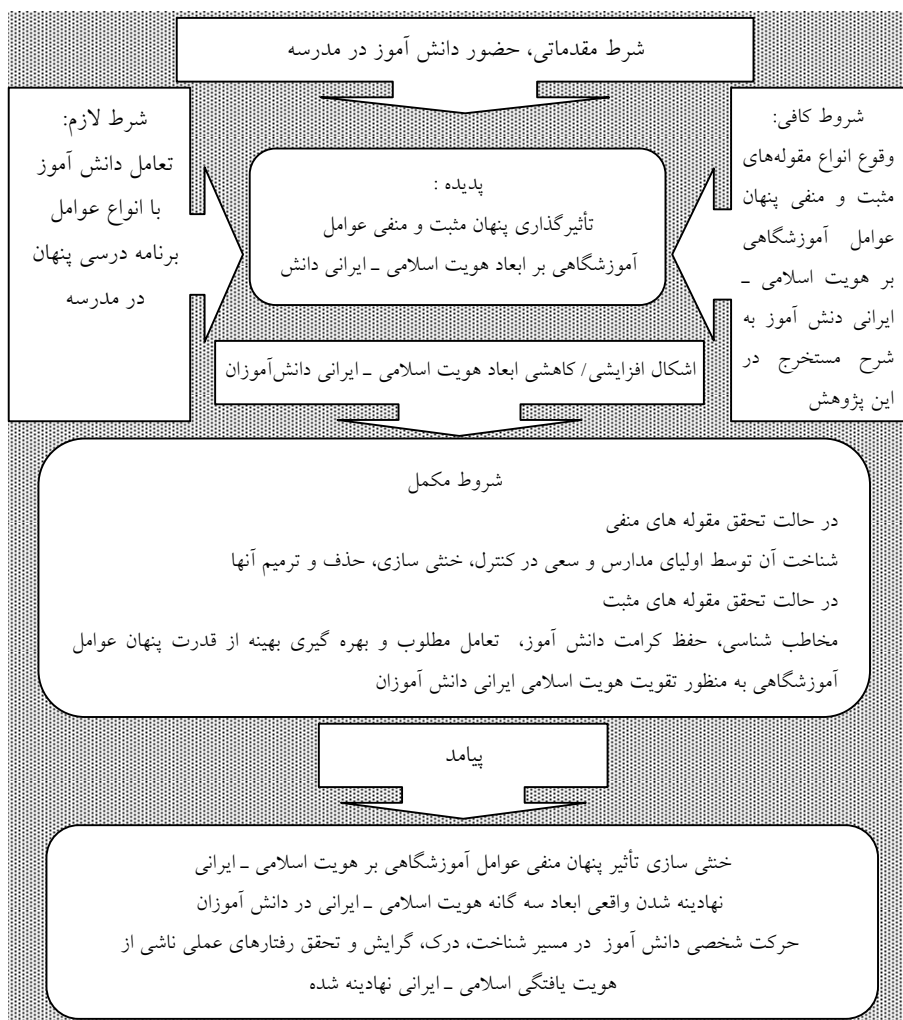 شرط مقدماتی، حضور دانش آموز در مدرسه
شروط کافی:
وقوع انواع مقوله‌های
مثبت و منفی پنهان
عوامل آموزشگاهی
بر هویت اسلامی ـ
ایرانی دنش آموز به
شرح مستخرج در
این پژوهش
پدیده :
تأثیرگذاری پنهان مثبت و منفی عوامل
آموزشگاهی بر ابعاد هویت اسلامی ـ ایرانی دانش
شرط لازم:
تعامل دانش آموز
با انواع عوامل
برنامه درسی پنهان
در مدرسه
اشکال افزایشی/ کاهشی ابعاد هویت اسلامی ـ ایرانی دانش‌آموزان
شروط مکمل
در حالت تحقق مقوله های منفی
شناخت آن توسط اولیای مدارس و سعی در کنترل، خنثی سازی، حذف و ترمیم آنها
در حالت تحقق مقوله های مثبت
مخاطب شناسی، حفظ کرامت دانش آموز، تعامل مطلوب و بهره گیری بهینه از قدرت پنهان عوامل
آموزشگاهی به منظور تقویت هویت اسلامی ایرانی دانش آموزان
پیامد
خنثی سازی تأثیر پنهان منفی عوامل آموزشگاهی بر هویت اسلامی ـ ایرانی
نهادینه شدن واقعی ابعاد سه گانه هویت اسلامی ـ ایرانی در دانش آموزان
حرکت شخصی دانش آموز در مسیر شناخت، درک، گرایش و تحقق رفتارهای عملی ناشی از
هویت یافتگی اسلامی ـ ایرانی نهادینه شده